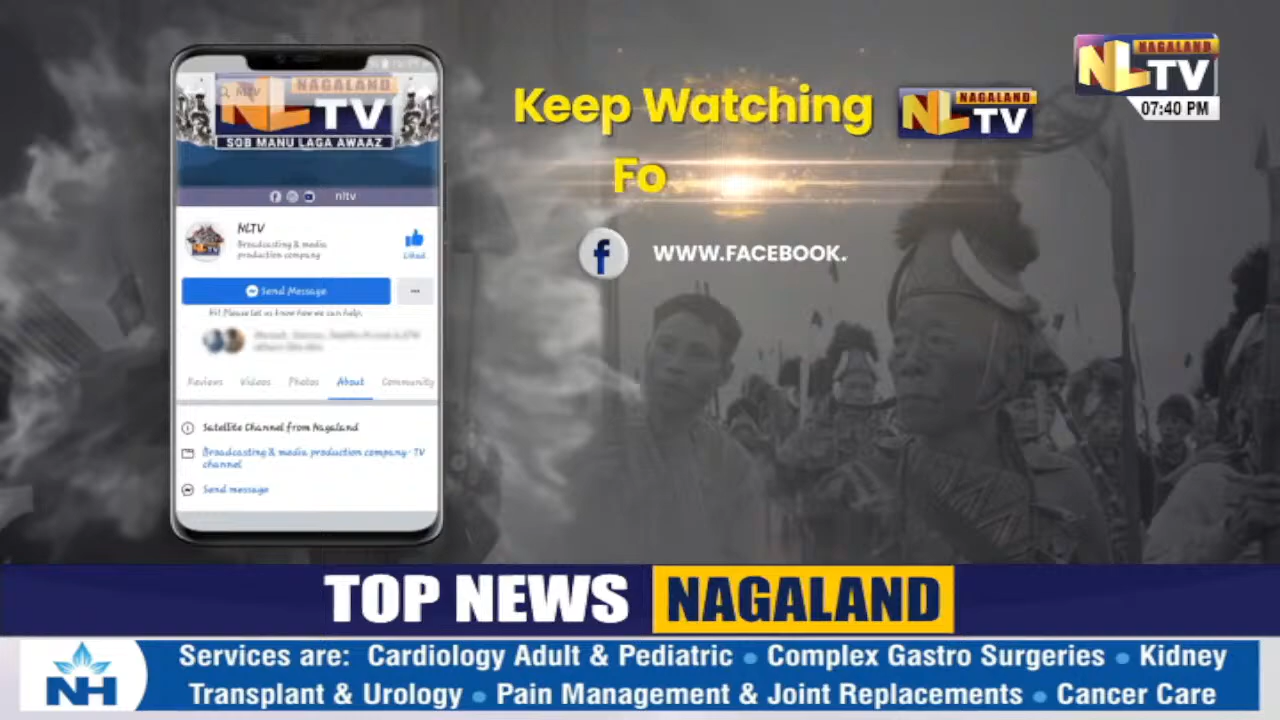 NAGALAND
NLTV
07:40 PM
Keep Watching
NAGALAND
NLTV
Fo
WWW.FACEBOOK.
NLTV
NAGALAND
NLTV
SOB MANU LAGA AWAAZ
nltv
NLTV
Broadcasting & media
production company
Liked
Send Message
...
Hi! Please let us know how we can help.
Reviews Videos Photos About Community
Satellite Channel from Nagaland
Broadcasting & media production company · TV
channel
Send message
TOP NEWS NAGALAND
NH
Services are: Cardiology Adult & Pediatric • Complex Gastro Surgeries • Kidney
Transplant & Urology • Pain Management & Joint Replacements • Cancer Care